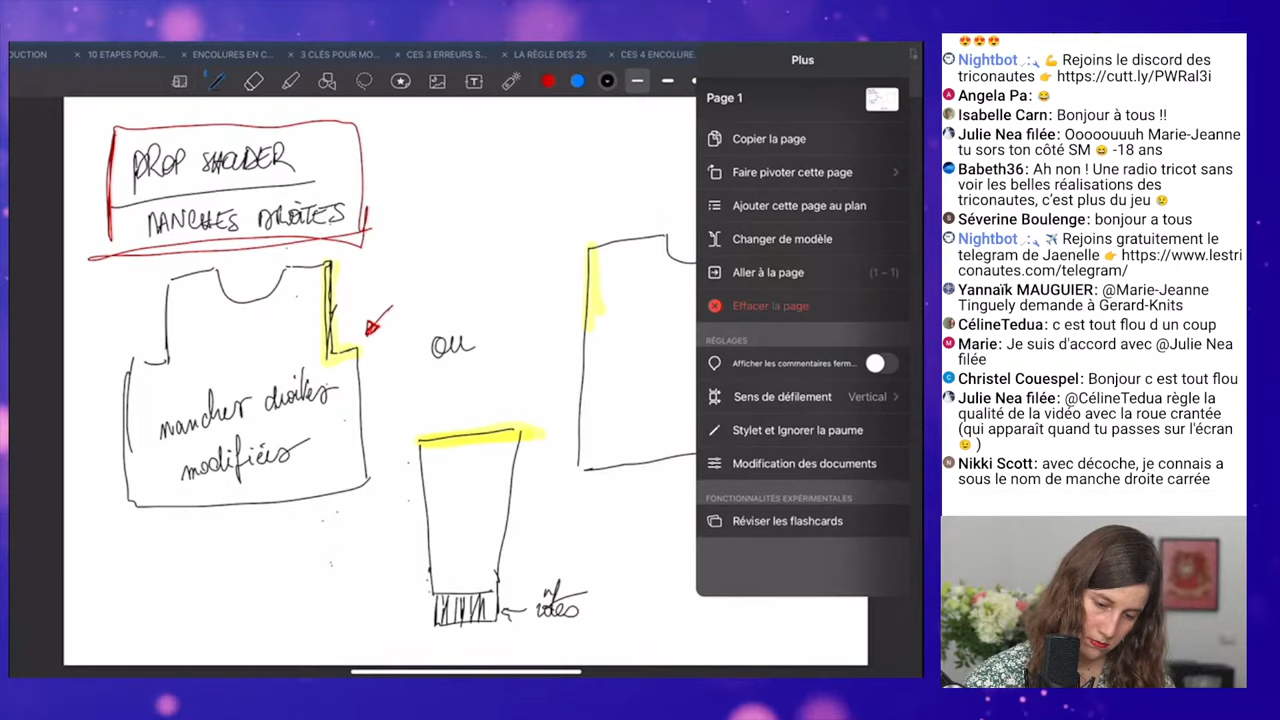 DUCTION
10 ETAPES POUR...
ENCOLURES EN C...
3 CLÉS POUR MO...
CES 3 ERREURS S...
LA RÈGLE DES 25
CES 4 ENCOLURE.
DROP SHOUDER
MANCHES DROITES
manches droites
modifiées
ou
Plus
Page 1
Copier la page
Faire pivoter cette page
Ajouter cette page au plan
Changer de modèle
Aller à la page (1 – 1)
Effacer la page
RÉGLAGES
Afficher les commentaires ferm...
Sens de défilement Vertical
Stylet et Ignorer la paume
Modification des documents
FONCTIONNALITÉS EXPÉRIMENTALES
Réviser les flashcards
😍😍😍
Nightbot 🔧: 💪 Rejoins le discord des
triconautes 👉 https://cutt.ly/PWRal3i
Angela Pa: 😂
Isabelle Carn: Bonjour à tous !!
Julie Nea filée: Ooooouuuh Marie-Jeanne
tu sors ton côté SM 😄 -18 ans
Babeth36: Ah non ! Une radio tricot sans
voir les belles réalisations des
triconautes, c'est plus du jeu 😢
Séverine Boulenge: bonjour a tous
Nightbot 🔧: ✈️ Rejoins gratuitement le
telegram de Jaenelle 👉 https://www.lestri
conautes.com/telegram/
Yannaïk MAUGUIER: @Marie-Jeanne
Tinguely demande à Gerard-Knits
CélineTedua: c est tout flou d un coup
Marie: Je suis d'accord avec @Julie Nea
filée
Christel Couespel: Bonjour c est tout flou
Julie Nea filée: @CélineTedua règle la
qualité de la vidéo avec la roue crantée
(qui apparaît quand tu passes sur l'écran
😉 )
Nikki Scott: avec décoche, je connais a
sous le nom de manche droite carrée